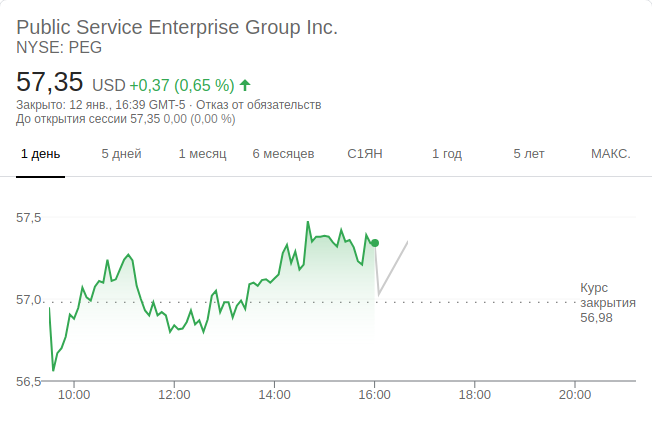 Public Service Enterprise Group Inc.
NYSE: PEG
57,35 USD +0,37 (0,65 %)
Закрыто: 12 янв., 16:39 GMT-5 · Отказ от обязательств
До открытия сессии 57,35 0,00 (0,00 %)
1 день 5 дней 1 месяц 6 месяцев С1ЯН 1 год 5 лет МАКС.
57,5
57,0
56,5
Курс
закрытия
56,98
10:00 12:00 14:00 16:00 18:00 20:00